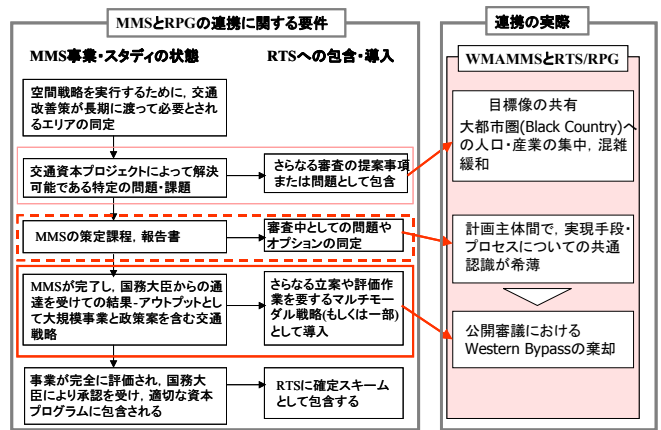 MMSとRPGの連携に関する要件
MMS事業・スタディの状態
RTSへの包含・導入
空間戦略を実行するために，交通
改善策が長期に渡って必要とされ
るエリアの同定
交通資本プロジェクトによって解決
可能である特定の問題・課題
さらなる審査の提案事項
または問題として包含
MMSの策定課程，報告書
審査中としての問題や
オプションの同定
MMSが完了し，国務大臣からの通
達を受けての結果-アウトプットとし
て大規模事業と政策案を含む交通
戦略
さらなる立案や評価作
業を要するマルチモー
ダル戦略(もしくは一部)
として導入
事業が完全に評価され，国務大
臣により承認を受け，適切な資本
プログラムに包含される
RTSに確定スキーム
として包含する
連携の実際
WMAMMSとRTS/RPG
目標像の共有
大都市圏(Black Country)へ
の人口・産業の集中，混雑
緩和
計画主体間で，実現手段・
プロセスについての共通
認識が希薄
公開審議における
Western Bypassの棄却